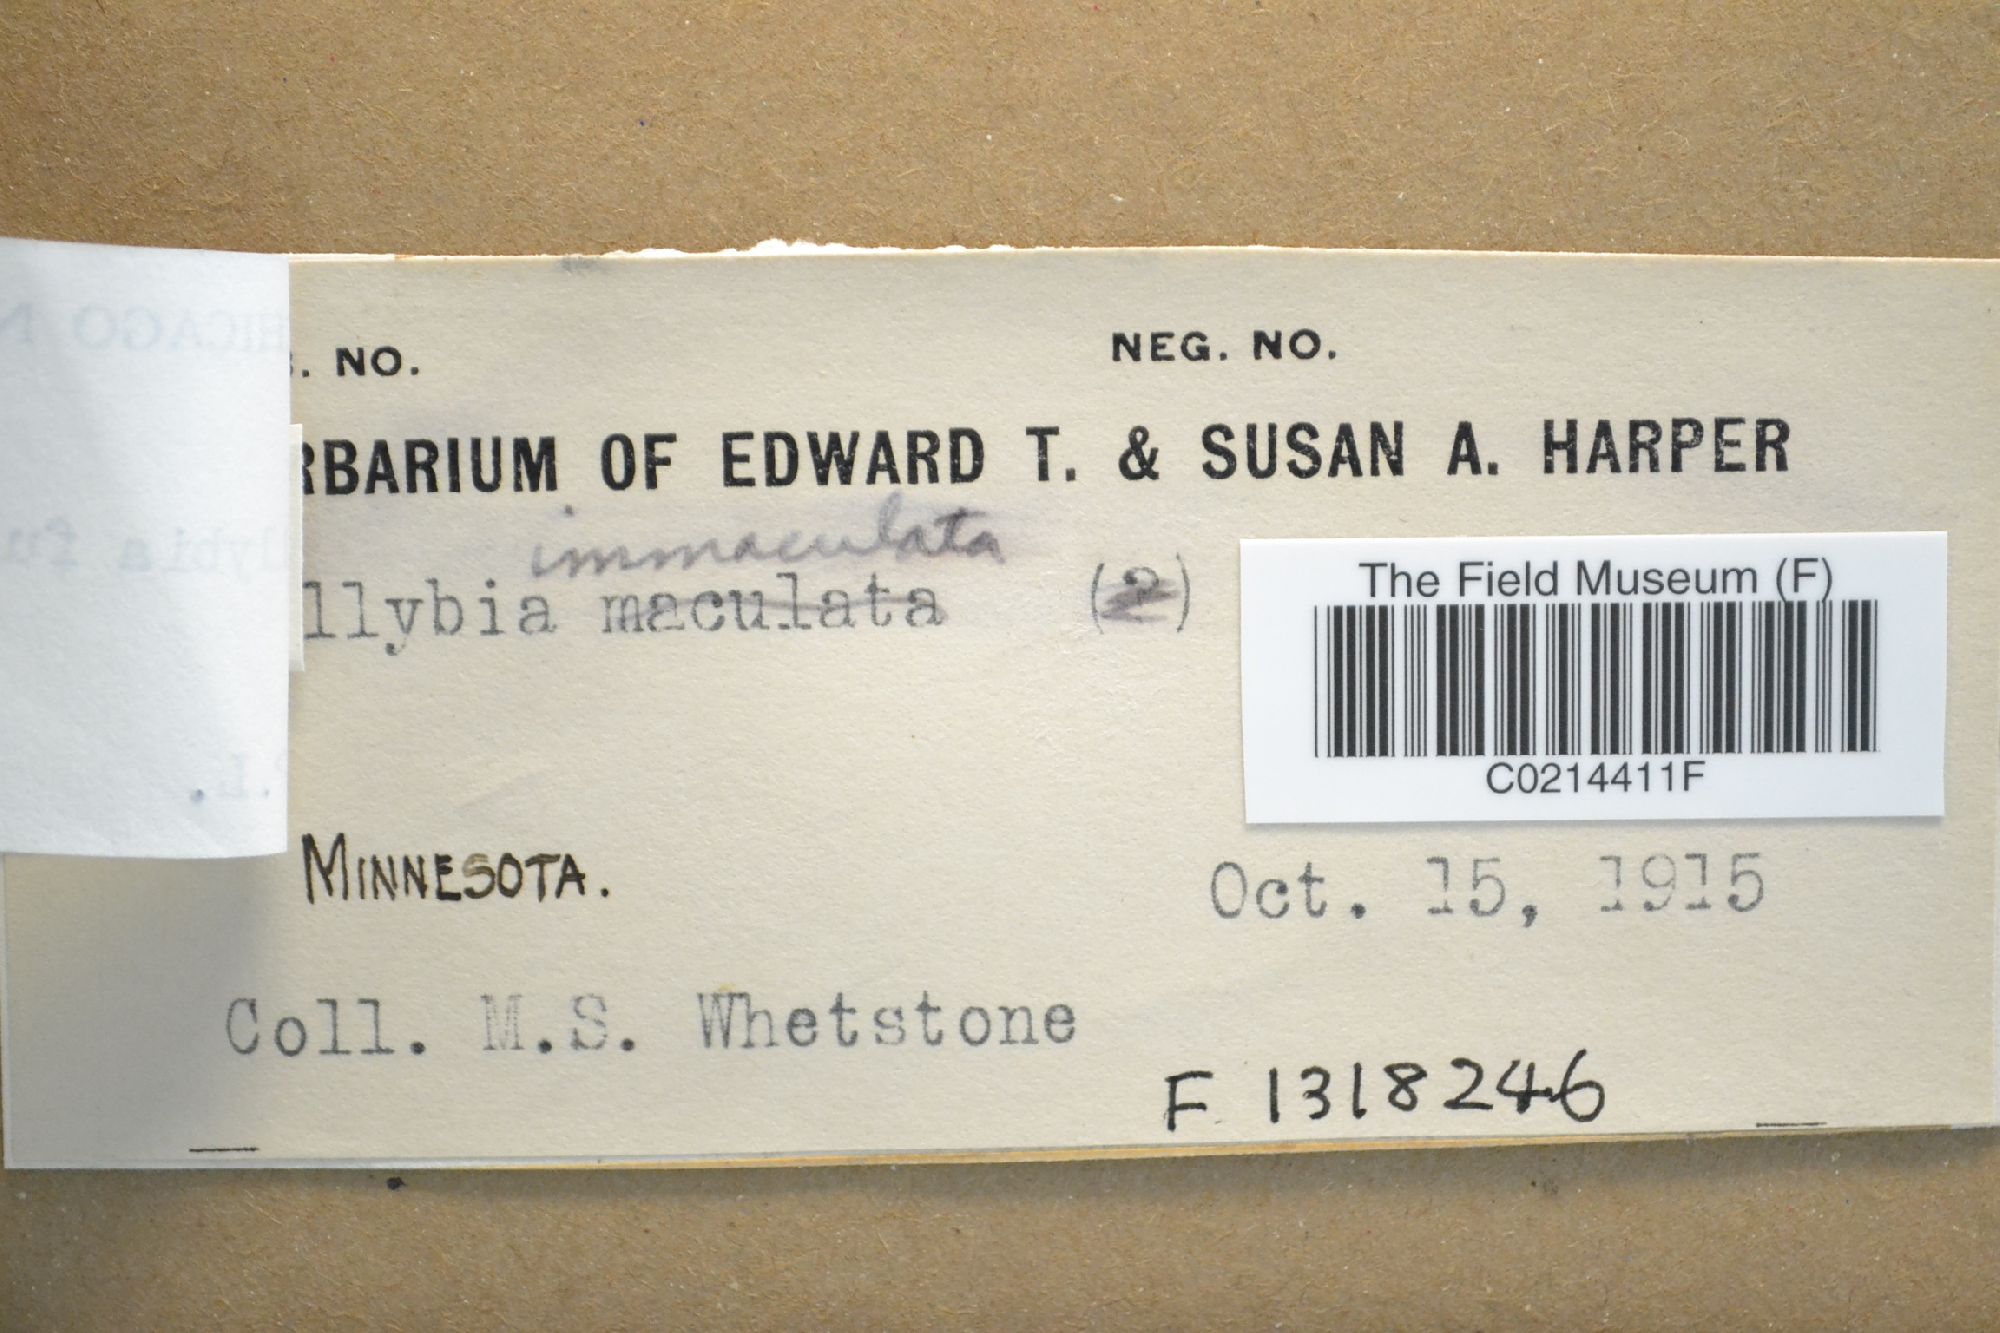 . NO. NEG. NO.
RBARIUM OF EDWARD T. & SUSAN A. HARPER
immaculata
llybia maculata (2)
The Field Museum (F)
C0214411F
MINNESOTA.
Oct. 15, 1915
Coll. M.S. Whetstone
F 1318246